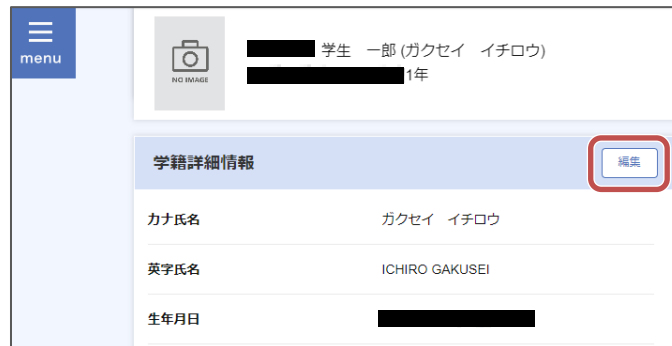 menu
NO IMAGE
学生　一郎 (ガクセイ　イチロウ)
1年
学籍詳細情報
編集
カナ氏名 ガクセイ　イチロウ
英字氏名 ICHIRO GAKUSEI
生年月日